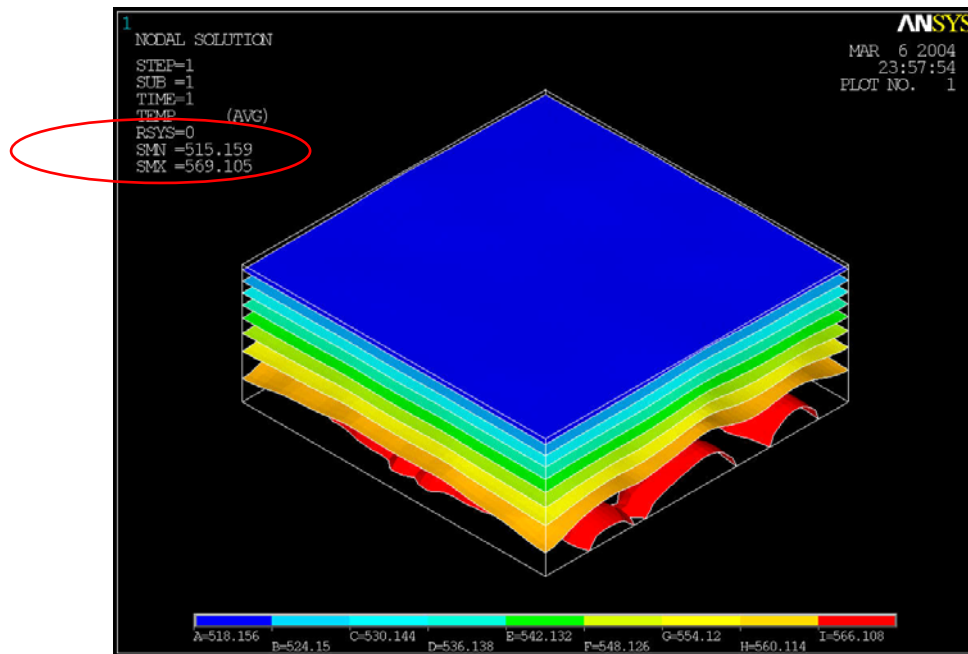 1
NODAL SOLUTION
STEP=1
SUB =1
TIME=1
TEMP (AVG)
RSYS=0
SMN =515.159
SMX =569.105
ANSYS
MAR 6 2004
23:57:54
PLOT NO. 1
A=518.156 C=530.144 E=542.132 G=554.12 I=566.108
B=524.15 D=536.138 F=548.126 H=560.114